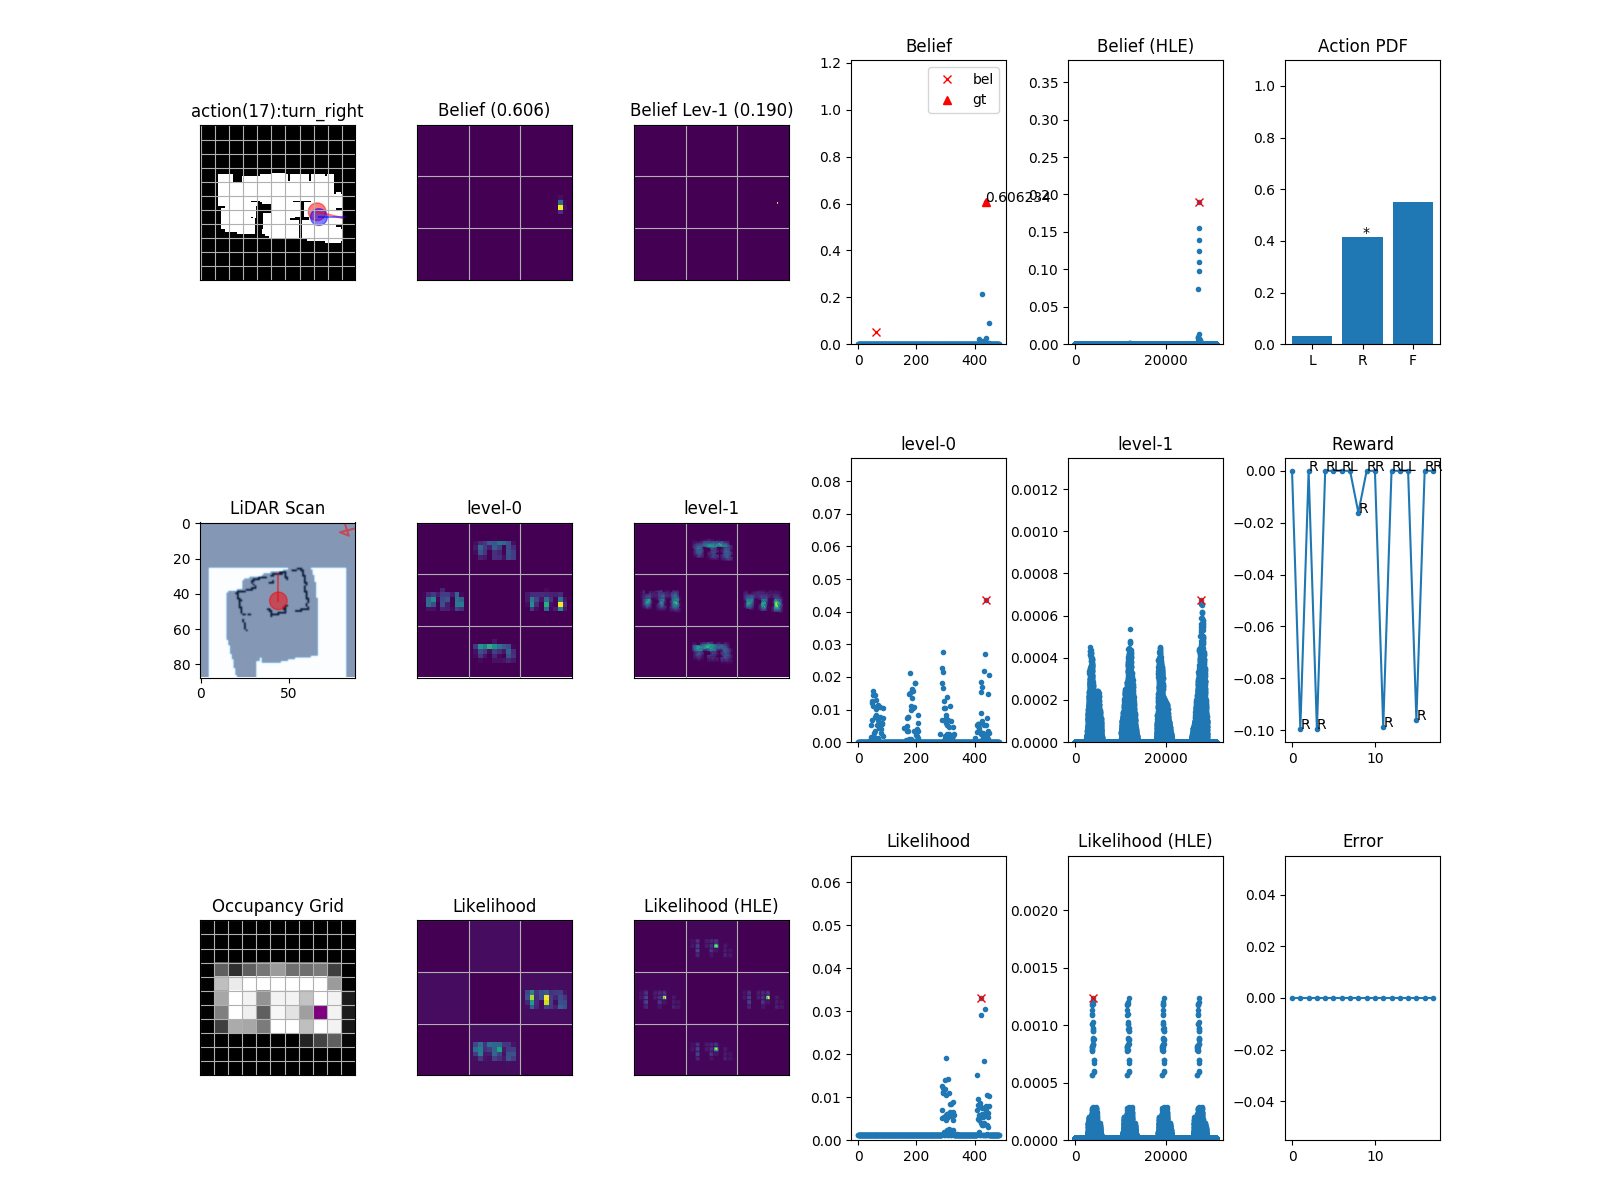 action(17):turn_right
Belief (0.606)
Belief Lev-1 (0.190)
Belief
1.2
1.0
0.8
0.6
0.4
0.2
0.0
0
200
400
bel
gt
0.606234
Belief (HLE)
0.35
0.30
0.25
0.20
0.15
0.10
0.05
0.00
0
20000
Action PDF
1.0
0.8
0.6
0.4
0.2
0.0
*
L
R
F
LiDAR Scan
0
20
40
60
80
0
50
level-0
level-1
level-0
0.08
0.07
0.06
0.05
0.04
0.03
0.02
0.01
0.00
0
200
400
level-1
0.0012
0.0010
0.0008
0.0006
0.0004
0.0002
0.0000
0
20000
Reward
0.00
−0.02
−0.04
−0.06
−0.08
−0.10
R
R
L
R
L
R
R
R
L
L
R
R
R
R
R
R
R
0
10
Occupancy Grid
Likelihood
Likelihood (HLE)
Likelihood
0.06
0.05
0.04
0.03
0.02
0.01
0.00
0
200
400
Likelihood (HLE)
0.0020
0.0015
0.0010
0.0005
0.0000
0
20000
Error
0.04
0.02
0.00
−0.02
−0.04
0
10